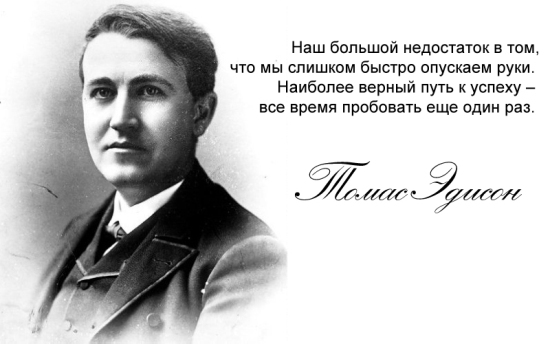 Наш большой недостаток в том,
что мы слишком быстро опускаем руки.
Наиболее верный путь к успеху –
все время пробовать еще один раз.
Томас Эдисон